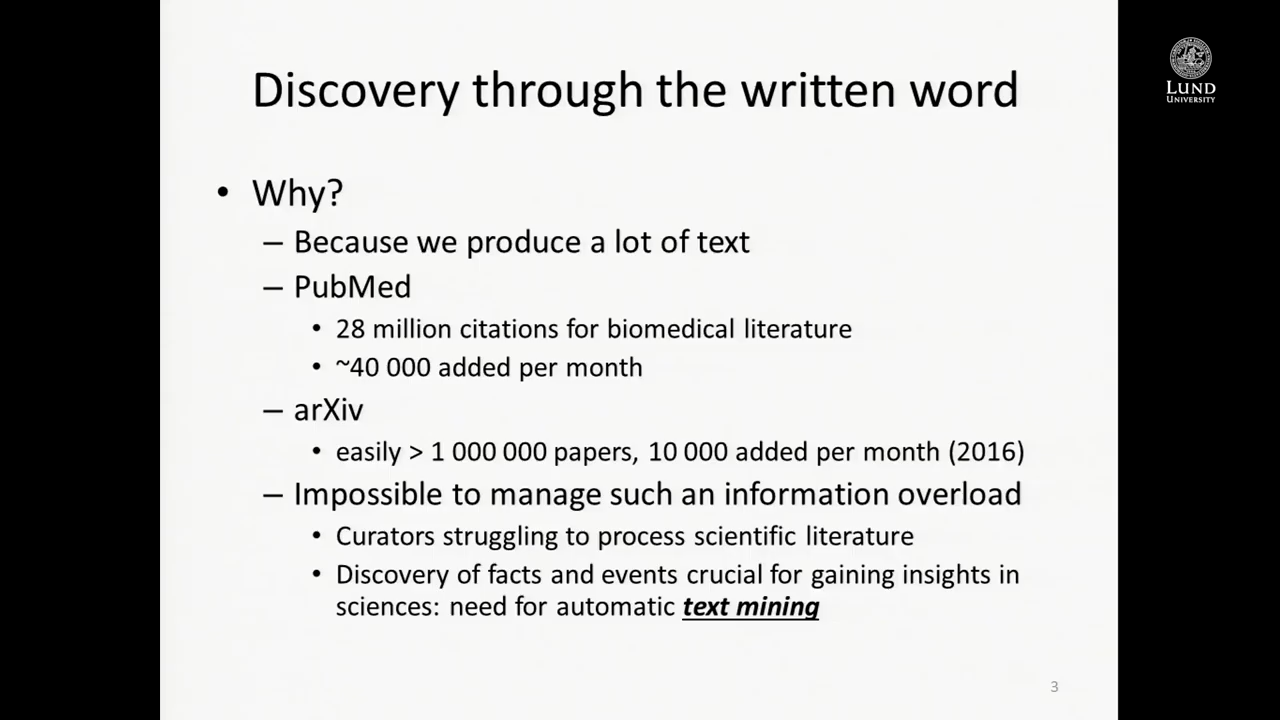 Discovery through the written word
LUND
UNIVERSITY
• Why?
– Because we produce a lot of text
– PubMed
• 28 million citations for biomedical literature
• ~40 000 added per month
– arXiv
• easily > 1 000 000 papers, 10 000 added per month (2016)
– Impossible to manage such an information overload
• Curators struggling to process scientific literature
• Discovery of facts and events crucial for gaining insights in
sciences: need for automatic text mining
3